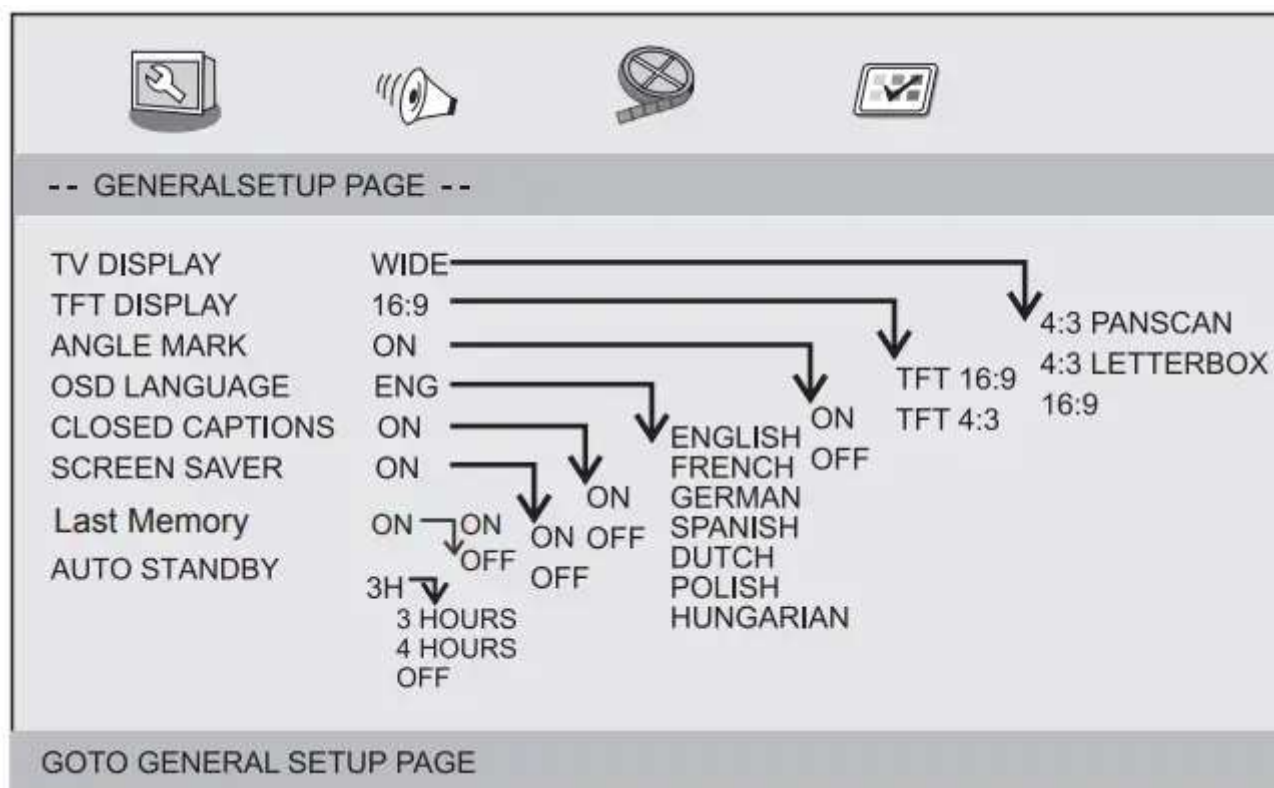 -- GENERALSETUP PAGE --
TV DISPLAY WIDE
TFT DISPLAY 16:9
ANGLE MARK ON
OSD LANGUAGE ENG
CLOSED CAPTIONS ON
SCREEN SAVER ON
Last Memory ON
AUTO STANDBY 3H
4:3 PANSCAN
4:3 LETTERBOX
16:9
TFT 16:9
TFT 4:3
ON
OFF
ENGLISH
FRENCH
GERMAN
SPANISH
DUTCH
POLISH
HUNGARIAN
ON
OFF
ON
OFF
ON
OFF
3 HOURS
4 HOURS
OFF
GOTO GENERAL SETUP PAGE